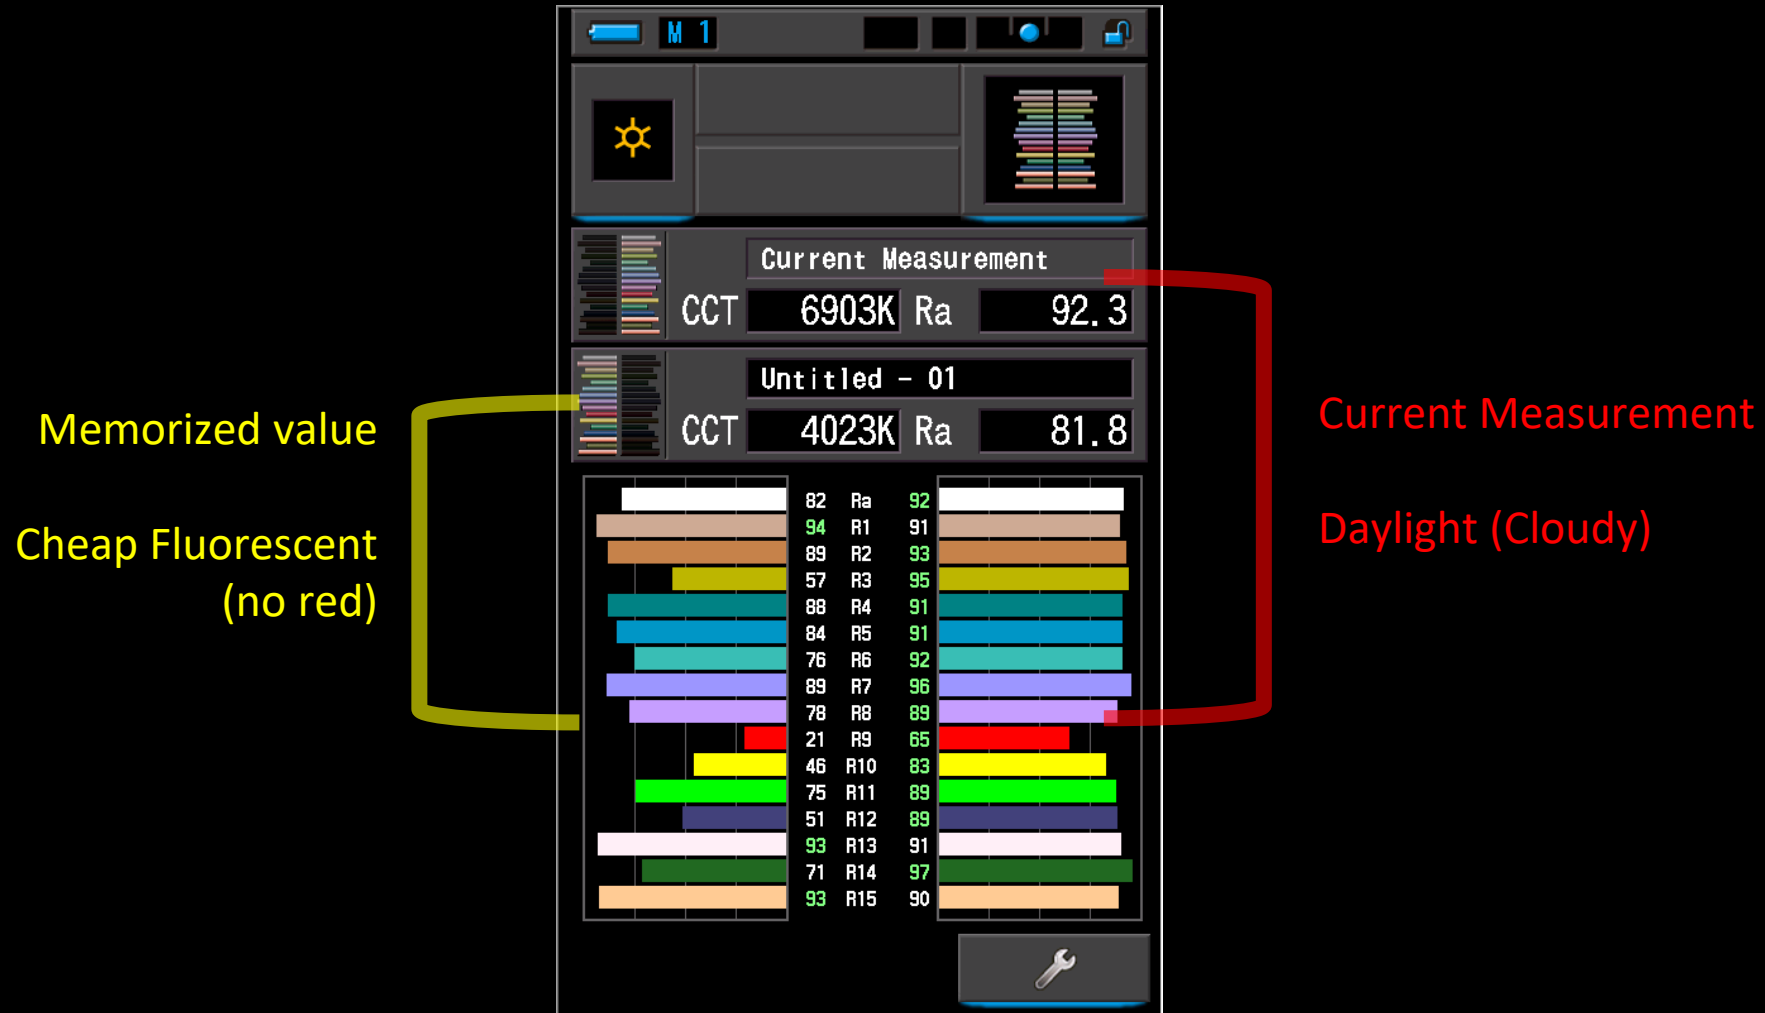 M 1
Current Measurement
CCT 6903K Ra 92.3
Untitled - 01
CCT 4023K Ra 81.8
Memorized value
Cheap Fluorescent
(no red)
82 Ra 92
94 R1 91
89 R2 93
57 R3 95
88 R4 91
84 R5 91
76 R6 92
89 R7 96
78 R8 89
21 R9 65
46 R10 83
75 R11 89
51 R12 89
93 R13 91
71 R14 97
93 R15 90
Current Measurement
Daylight (Cloudy)